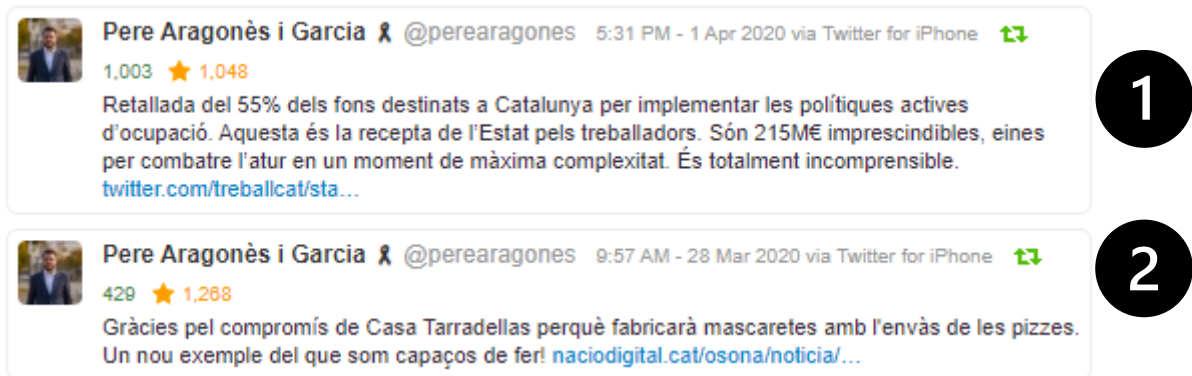 Pere Aragonès i Garcia 🎗 @perearagones 5:31 PM - 1 Apr 2020 via Twitter for iPhone
1,003 1,048
Retallada del 55% dels fons destinats a Catalunya per implementar les polítiques actives
d’ocupació. Aquesta és la recepta de l’Estat pels treballadors. Són 215M€ imprescindibles, eines
per combatre l’atur en un moment de màxima complexitat. És totalment incomprensible.
twitter.com/treballcat/sta…
1
Pere Aragonès i Garcia 🎗 @perearagones 9:57 AM - 28 Mar 2020 via Twitter for iPhone
429 1,268
Gràcies pel compromís de Casa Tarradellas perquè fabricarà mascaretes amb l'envàs de les pizzes.
Un nou exemple del que som capaços de fer! naciodigital.cat/osona/noticia/…
2